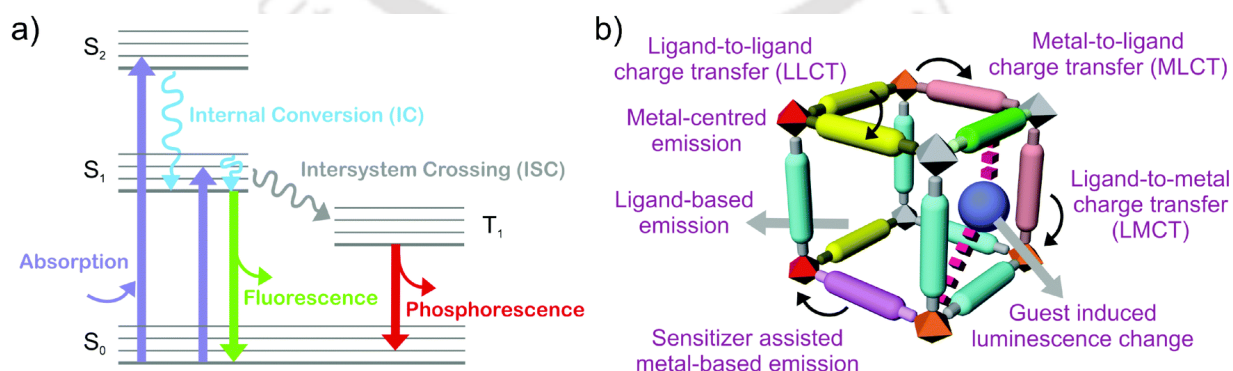 a)
S2
Internal Conversion (IC)
S1
Intersystem Crossing (ISC)
T1
Absorption
Fluorescence
Phosphorescence
S0
b)
Ligand-to-ligand
charge transfer (LLCT)
Metal-to-ligand
charge transfer (MLCT)
Metal-centred
emission
Ligand-based
emission
Ligand-to-metal
charge transfer
(LMCT)
Sensitizer assisted
metal-based emission
Guest induced
luminescence change